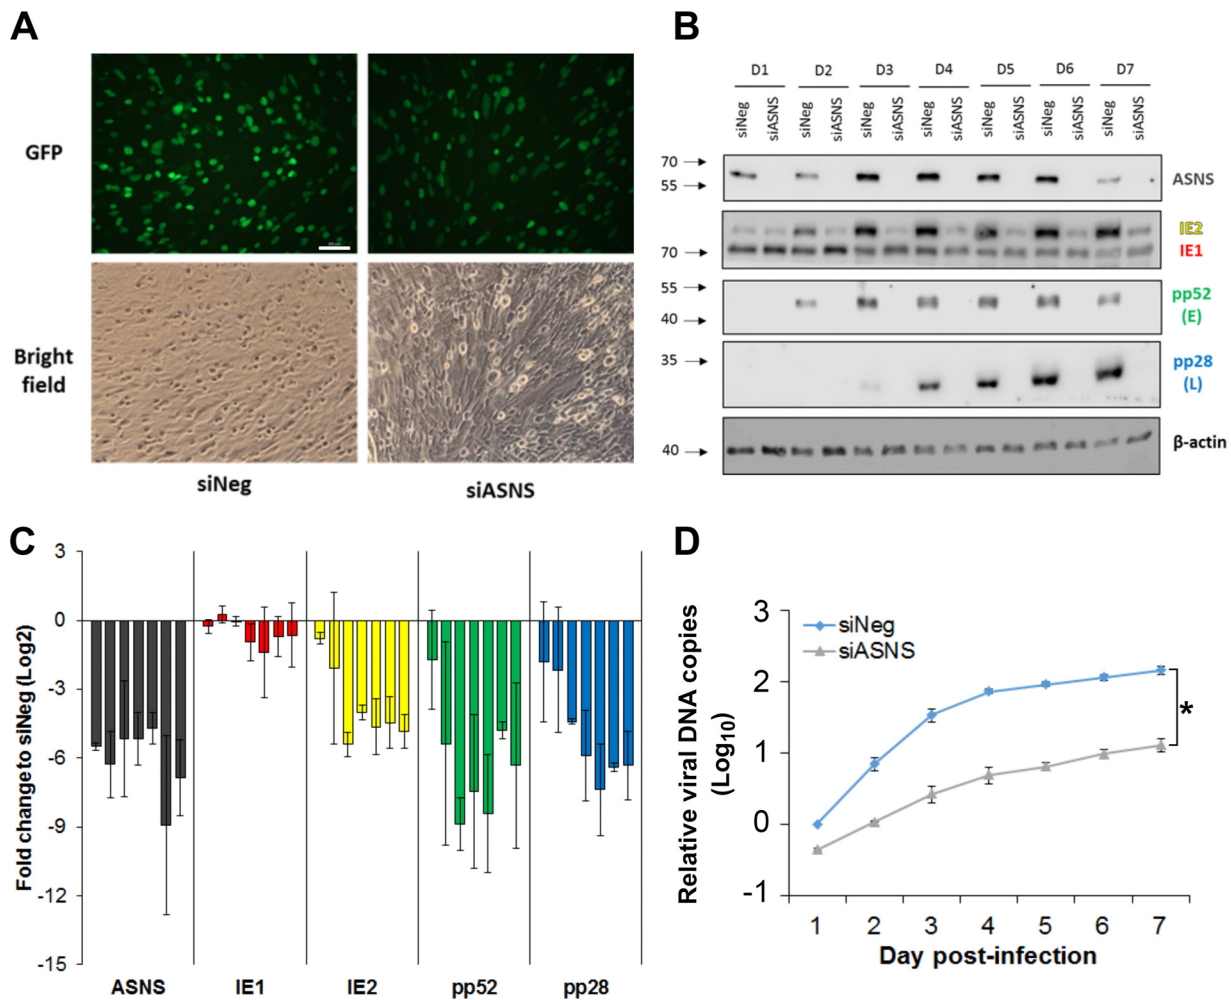 A
GFP
Bright
field
siNeg
siASNS
B
D1 D2 D3 D4 D5 D6 D7
siNeg siASNS siNeg siASNS siNeg siASNS siNeg siASNS siNeg siASNS siNeg siASNS siNeg siASNS
70
55
ASNS
IE2
70
IE1
55
pp52
40
(E)
35
pp28
(L)
40
β-actin
C
Fold change to siNeg (Log2)
3
0
-3
-6
-9
-12
-15
ASNS IE1 IE2 pp52 pp28
D
Relative viral DNA copies
(Log10)
3
2
1
0
-1
siNeg
siASNS
*
1 2 3 4 5 6 7
Day post-infection